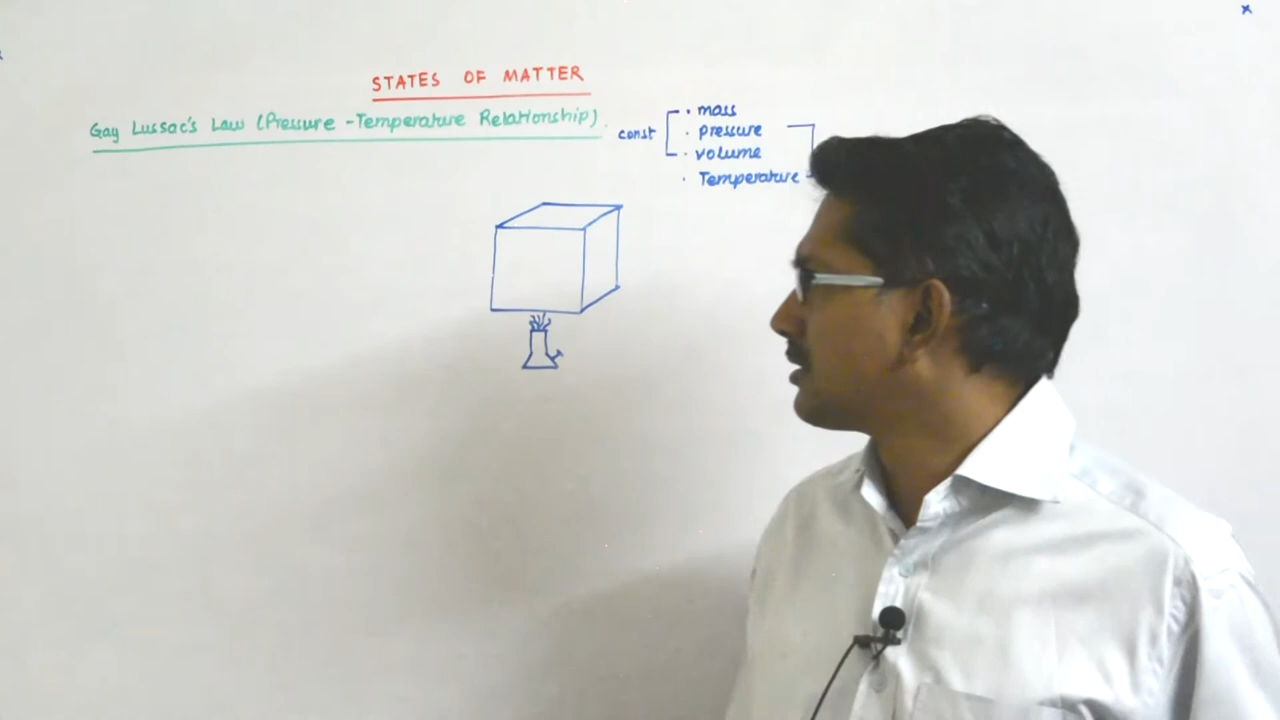 STATES OF MATTER
Gay Lussac's Law (Pressure - Temperature Relationship).
const
• mass
• pressure
• volume
• Temperature